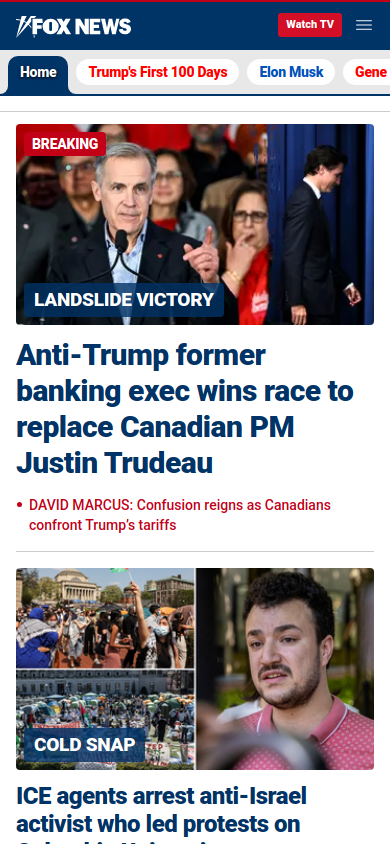 FOX NEWS
Watch TV
Home
Trump's First 100 Days
Elon Musk
Gene
BREAKING
LANDSLIDE VICTORY
Anti-Trump former
banking exec wins race to
replace Canadian PM
Justin Trudeau
DAVID MARCUS: Confusion reigns as Canadians
confront Trump's tariffs
COLD SNAP
ICE agents arrest anti-Israel
activist who led protests on